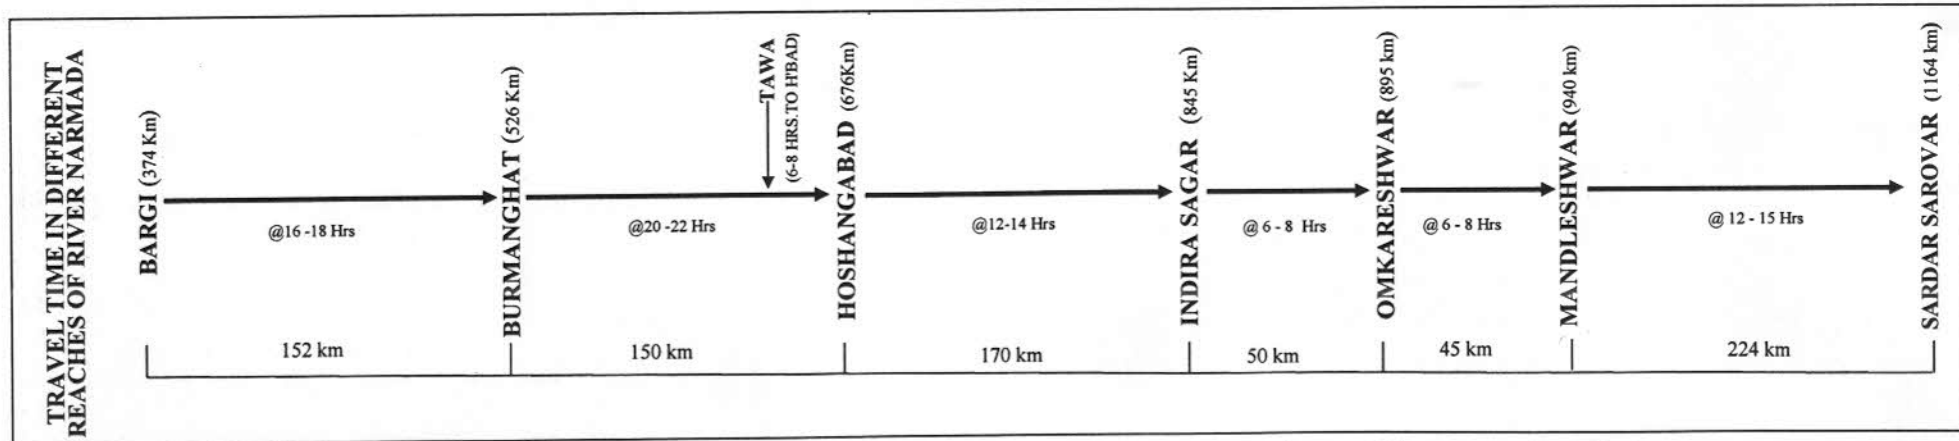 TRAVEL TIME IN DIFFERENT
REACHES OF RIVER NARMADA
BARGI (374 Km)
@16 -18 Hrs
BURMANGHAT (526 Km)
@20 -22 Hrs
TAWA
(6-8 HRS.TO H'BAD)
HOSHANGABAD (676Km)
@12-14 Hrs
INDIRA SAGAR (845 Km)
@ 6 - 8 Hrs
OMKARESHWAR (895 km)
@ 6 - 8 Hrs
MANDLESHWAR (940 km)
@ 12 - 15 Hrs
SARDAR SAROVAR (1164 km)
152 km
150 km
170 km
50 km
45 km
224 km